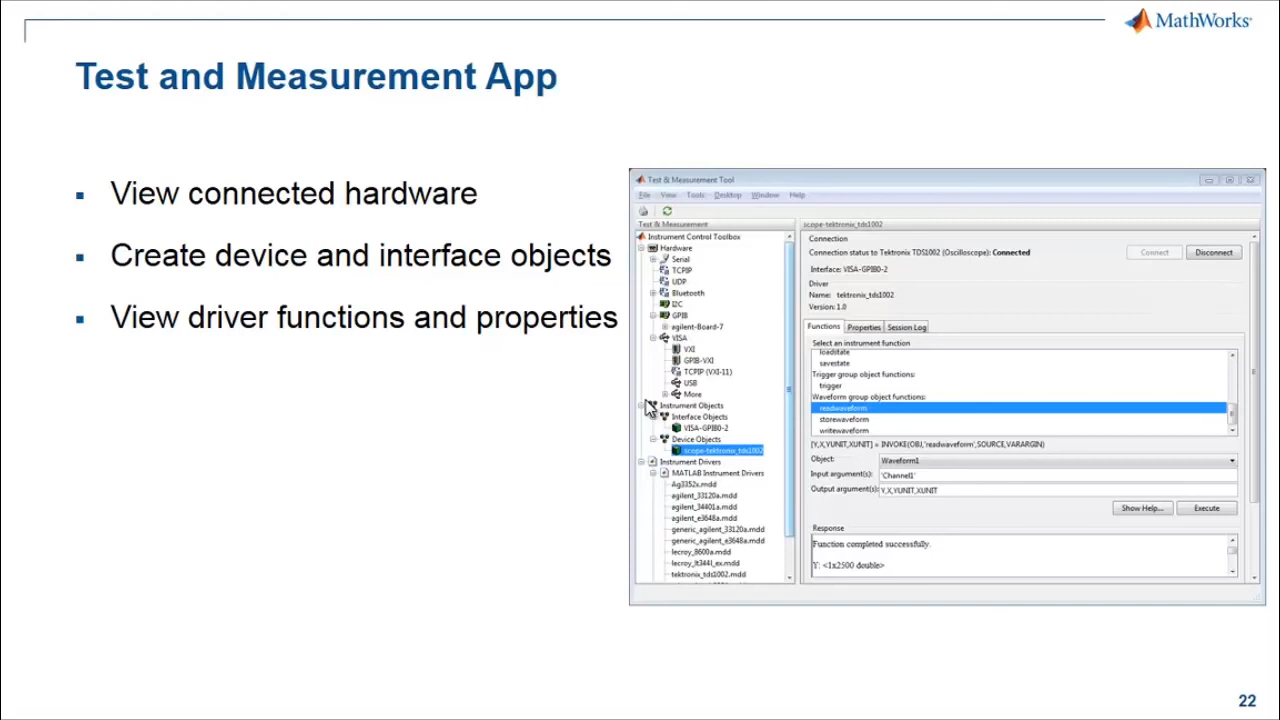 MathWorks
Test and Measurement App
View connected hardware
Create device and interface objects
View driver functions and properties
Test & Measurement Tool
File View Tools Desktop Window Help
Test & Measurement
Instrument Control Toolbox
Hardware
Serial
TCPIP
UDP
Bluetooth
I2C
GPIB
agilent-Board-7
VISA
VXI
GPIB-VXI
TCPIP (VXI-11)
USB
More
Instrument Objects
Interface Objects
VISA-GPIB0-2
Device Objects
scope-tektronix_tds1002
Instrument Drivers
MATLAB Instrument Drivers
Ag3352x.mdd
agilent_33120a.mdd
agilent_34401a.mdd
agilent_e3648a.mdd
generic_agilent_33120a.mdd
generic_agilent_e3648a.mdd
lecroy_8600a.mdd
lecroy_lt344l_ex.mdd
tektronix_tds1002.mdd
scope-tektronix_tds1002
Connection
Connection status to Tektronix TDS1002 (Oscilloscope): Connected
Connect Disconnect
Interface: VISA-GPIB0-2
Driver
Name: tektronix_tds1002
Version: 1.0
Functions Properties Session Log
Select an instrument function
loadstate
savestate
Trigger group object functions:
trigger
Waveform group object functions:
readwaveform
storewaveform
writewaveform
[Y,X,YUNIT,XUNIT] = INVOKE(OBJ,'readwaveform',SOURCE,VARARGIN)
Object: Waveform1
Input argument(s): 'Channel1'
Output argument(s): Y,X,YUNIT,XUNIT
Show Help... Execute
Response
Function completed successfully.
Y: <1x2500 double>
22